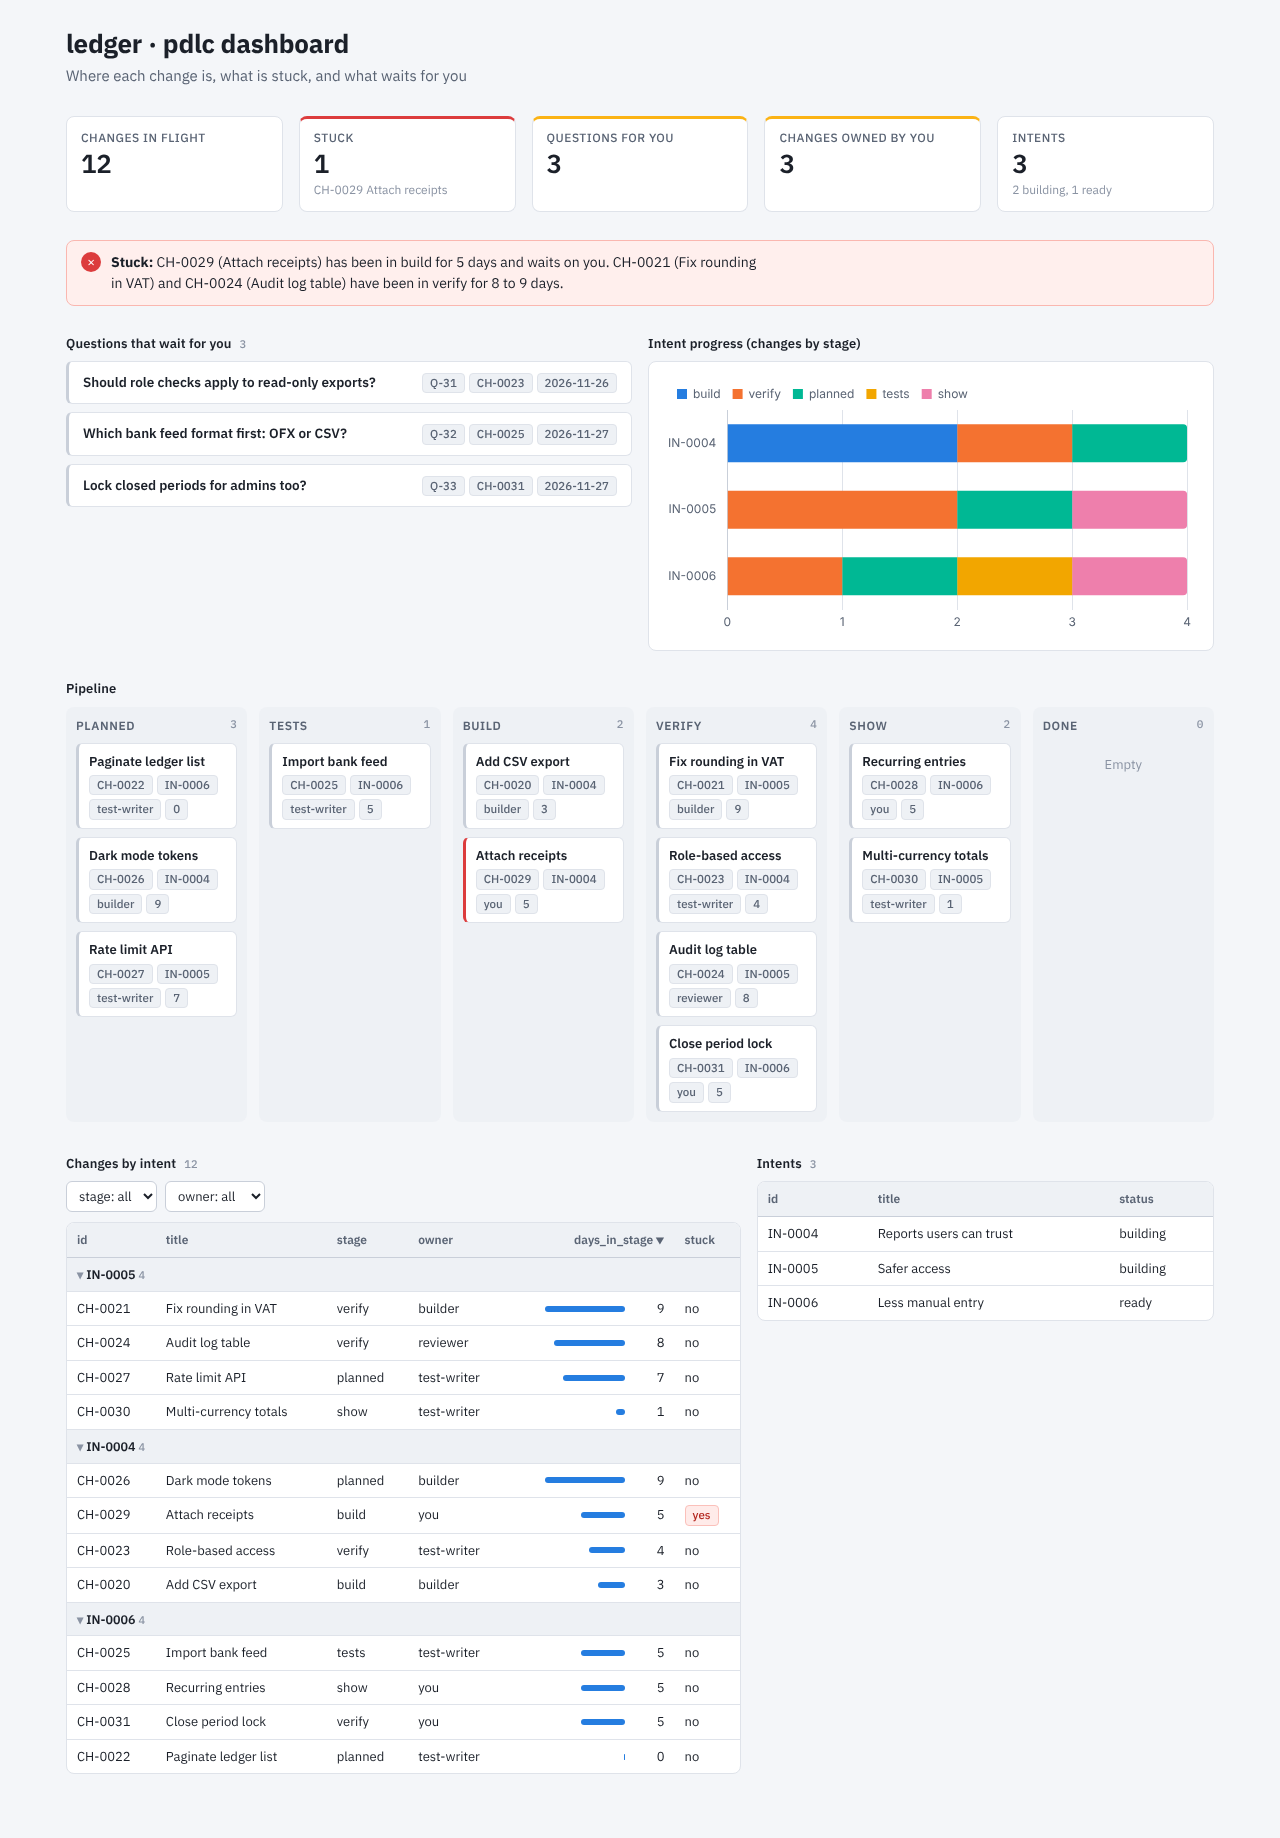 ledger · pdlc dashboard
Where each change is, what is stuck, and what waits for you
CHANGES IN FLIGHT
12
STUCK
1
CH-0029 Attach receipts
QUESTIONS FOR YOU
3
CHANGES OWNED BY YOU
3
INTENTS
3
2 building, 1 ready
Stuck: CH-0029 (Attach receipts) has been in build for 5 days and waits on you. CH-0021 (Fix rounding
in VAT) and CH-0024 (Audit log table) have been in verify for 8 to 9 days.
Questions that wait for you 3
Should role checks apply to read-only exports? Q-31 CH-0023 2026-11-26
Which bank feed format first: OFX or CSV? Q-32 CH-0025 2026-11-27
Lock closed periods for admins too? Q-33 CH-0031 2026-11-27
Intent progress (changes by stage)
build verify planned tests show
IN-0004
IN-0005
IN-0006
0 1 2 3 4
Pipeline
PLANNED 3
Paginate ledger list
CH-0022 IN-0006
test-writer 0
Dark mode tokens
CH-0026 IN-0004
builder 9
Rate limit API
CH-0027 IN-0005
test-writer 7
TESTS 1
Import bank feed
CH-0025 IN-0006
test-writer 5
BUILD 2
Add CSV export
CH-0020 IN-0004
builder 3
Attach receipts
CH-0029 IN-0004
you 5
VERIFY 4
Fix rounding in VAT
CH-0021 IN-0005
builder 9
Role-based access
CH-0023 IN-0004
test-writer 4
Audit log table
CH-0024 IN-0005
reviewer 8
Close period lock
CH-0031 IN-0006
you 5
SHOW 2
Recurring entries
CH-0028 IN-0006
you 5
Multi-currency totals
CH-0030 IN-0005
test-writer 1
DONE 0
Empty
Changes by intent 12
stage: all owner: all
id title stage owner days_in_stage ▼ stuck
▼ IN-0005 4
CH-0021 Fix rounding in VAT verify builder 9 no
CH-0024 Audit log table verify reviewer 8 no
CH-0027 Rate limit API planned test-writer 7 no
CH-0030 Multi-currency totals show test-writer 1 no
▼ IN-0004 4
CH-0026 Dark mode tokens planned builder 9 no
CH-0029 Attach receipts build you 5 yes
CH-0023 Role-based access verify test-writer 4 no
CH-0020 Add CSV export build builder 3 no
▼ IN-0006 4
CH-0025 Import bank feed tests test-writer 5 no
CH-0028 Recurring entries show you 5 no
CH-0031 Close period lock verify you 5 no
CH-0022 Paginate ledger list planned test-writer 0 no
Intents 3
id title status
IN-0004 Reports users can trust building
IN-0005 Safer access building
IN-0006 Less manual entry ready